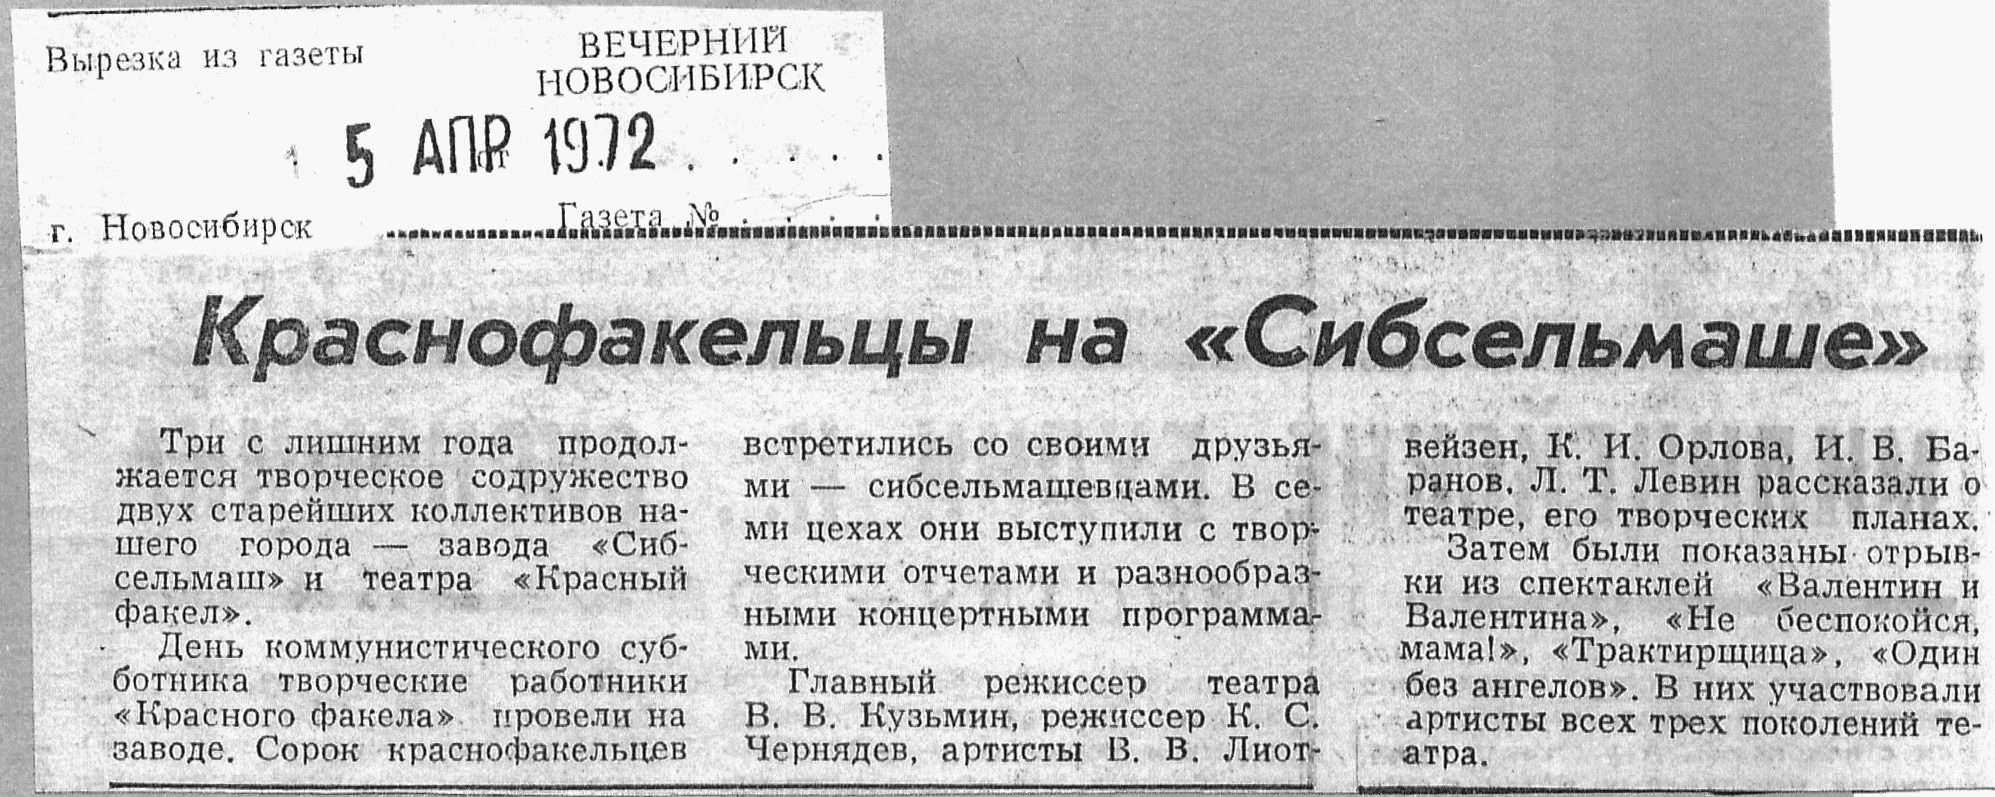 Вырезка из газеты
ВЕЧЕРНИЙ
НОВОСИБИРСК
5 АПР 1972 . . . . .
от
г. Новосибирск
Газета № . . . .
Краснофакельцы на «Сибсельмаше»
Три с лишним года продол-
жается творческое содружество
двух старейших коллективов на-
шего города — завода «Сиб-
сельмаш» и театра «Красный
факел».
День коммунистического суб-
ботника творческие работники
«Красного факела» провели на
заводе. Сорок краснофакельцев
встретились со своими друзья-
ми — сибсельмашевцами. В се-
ми цехах они выступили с твор-
ческими отчетами и разнообраз-
ными концертными программа-
ми.
Главный режиссер театра
В. В. Кузьмин, режиссер К. С.
Чернядев, артисты В. В. Лиот-
вейзен, К. И. Орлова, И. В. Ба-
ранов, Л. Т. Левин рассказали о
театре, его творческих планах.
Затем были показаны отрыв-
ки из спектаклей «Валентин и
Валентина», «Не беспокойся,
мама!», «Трактирщица», «Один
без ангелов». В них участвовали
артисты всех трех поколений те-
атра.